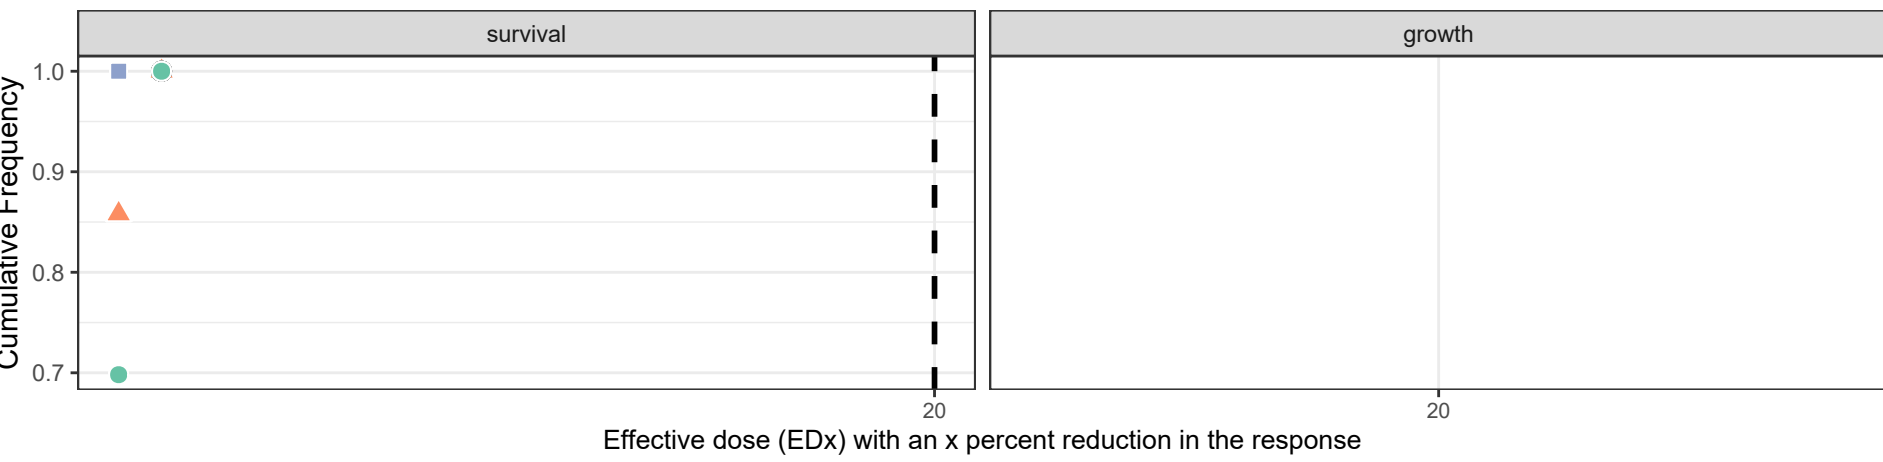 survival
growth
Cumulative Frequency
1.0
0.9
0.8
0.7
20
20
Effective dose (EDx) with an x percent reduction in the response